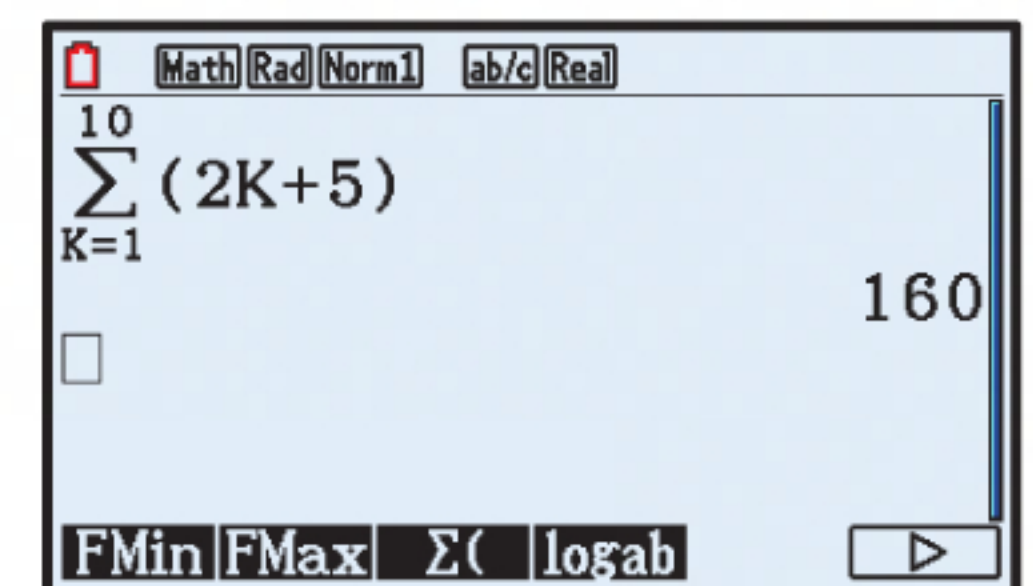 Math Rad Norm1 ab/c Real
10
∑ (2K+5)
K=1
160
FMin FMax Σ( logab